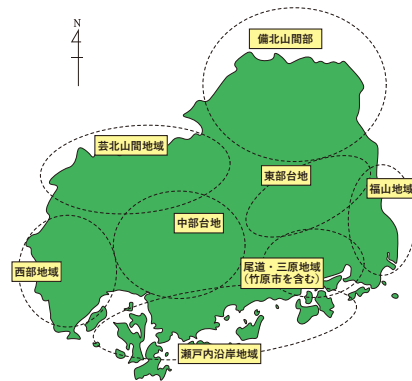 N
備北山間部
芸北山間地域
東部台地
福山地域
中部台地
西部地域
尾道・三原地域
(竹原市を含む)
瀬戸内沿岸地域